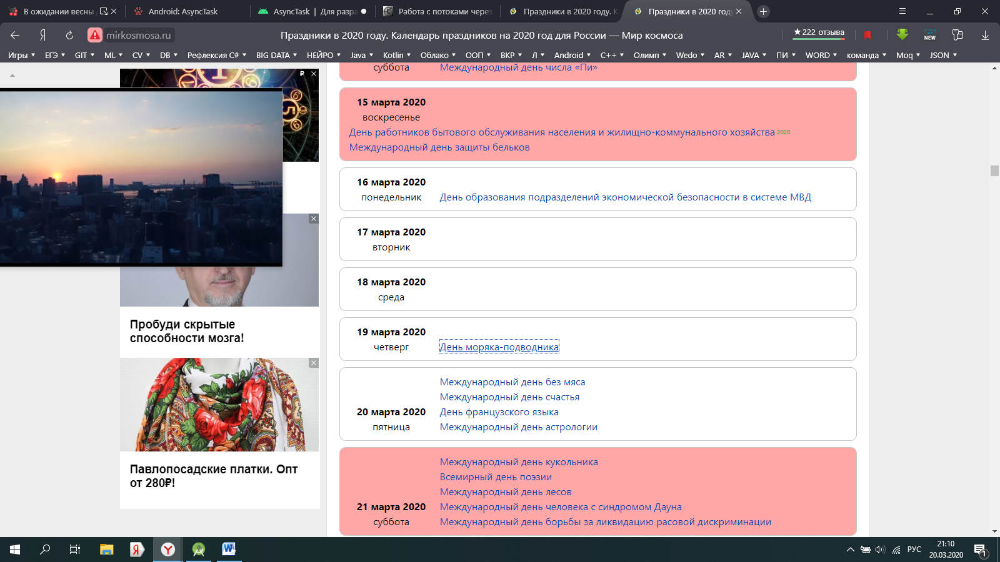 В ожидании весны
Android: AsyncTask
AsyncTask | Для разра
Работа с потоками через
Праздники в 2020 году. К
Праздники в 2020 году
mirkosmosa.ru
Праздники в 2020 году. Календарь праздников на 2020 год для России — Мир космоса
★222 отзыва
NEW
Игры ЕГЭ GIT ML CV DB Рефлексия C# BIG DATA НЕЙРО Java Kotlin Облако ООП ВКР Л Android C++ Олимп Wedo AR JAVA ПИ WORD команда Moq JSON
суббота Международный день числа «Пи»
15 марта 2020
воскресенье
День работников бытового обслуживания населения и жилищно-коммунального хозяйства 2020
Международный день защиты бельков
16 марта 2020
понедельник День образования подразделений экономической безопасности в системе МВД
17 марта 2020
вторник
18 марта 2020
среда
19 марта 2020
четверг День моряка-подводника
Международный день без мяса
Международный день счастья
20 марта 2020 День французского языка
пятница Международный день астрологии
Международный день кукольника
Всемирный день поэзии
Международный день лесов
21 марта 2020 Международный день человека с синдромом Дауна
суббота Международный день борьбы за ликвидацию расовой дискриминации
₽
Пробуди скрытые
способности мозга!
Павлопосадские платки. Опт
от 280₽!
РУС
21:10
20.03.2020
1